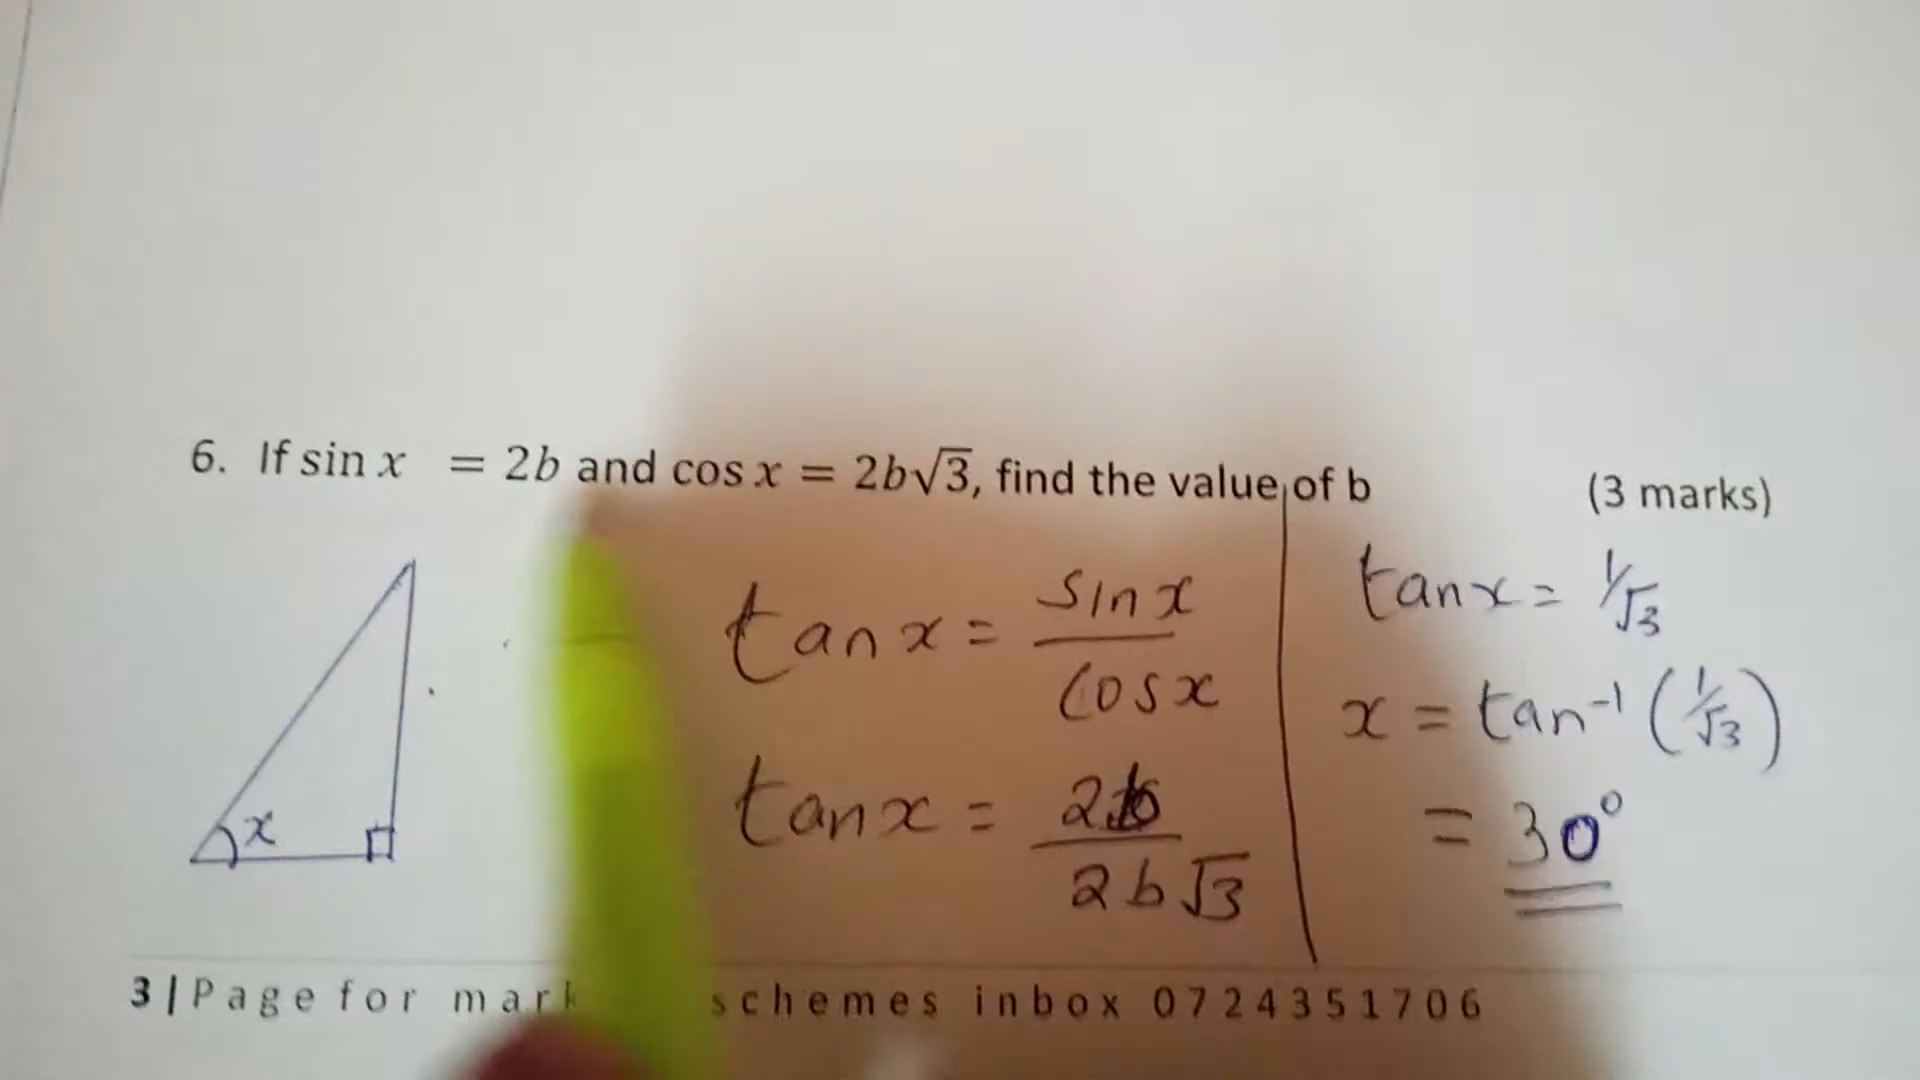 6. If sin x = 2b and cos x = 2b√3, find the value of b (3 marks)
x
tan x = sin x / cos x
tan x = 2b / 2b√3
tan x = 1/√3
x = tan⁻¹ (1/√3)
= 30°
3 | Page for mark schemes inbox 0724351706